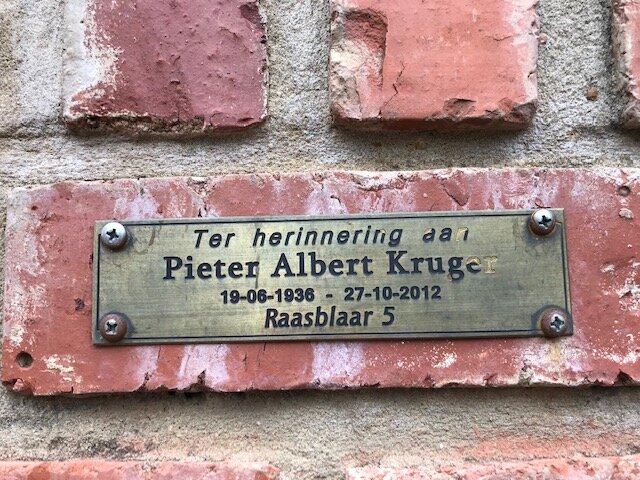 Ter herinnering aan
Pieter Albert Kruger
19-06-1936 - 27-10-2012
Raasblaar 5